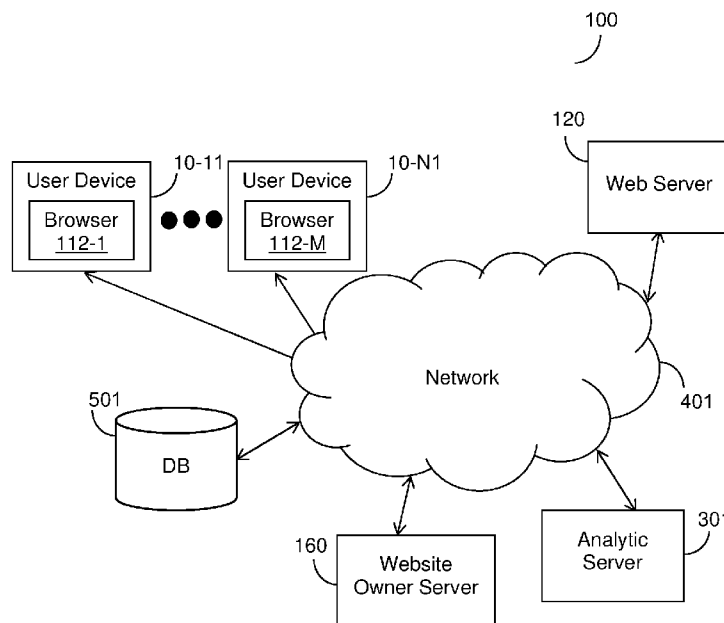 100
10-11
10-N1
120
User Device
User Device
Web Server
Browser
112-1
Browser
112-M
Network
401
501
DB
160
Website
Owner Server
Analytic
Server
301